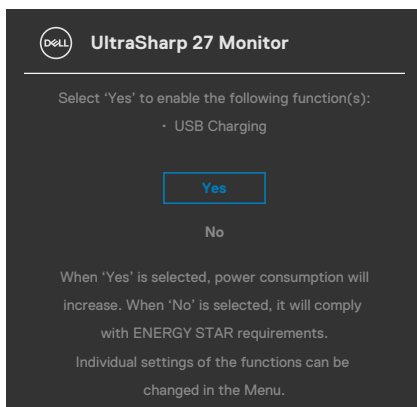 DELL UltraSharp 27 Monitor
Select ‘Yes’ to enable the following function(s):
· USB Charging
Yes
No
When ‘Yes’ is selected, power consumption will
increase. When ‘No’ is selected, it will comply
with ENERGY STAR requirements.
Individual settings of the functions can be
changed in the Menu.